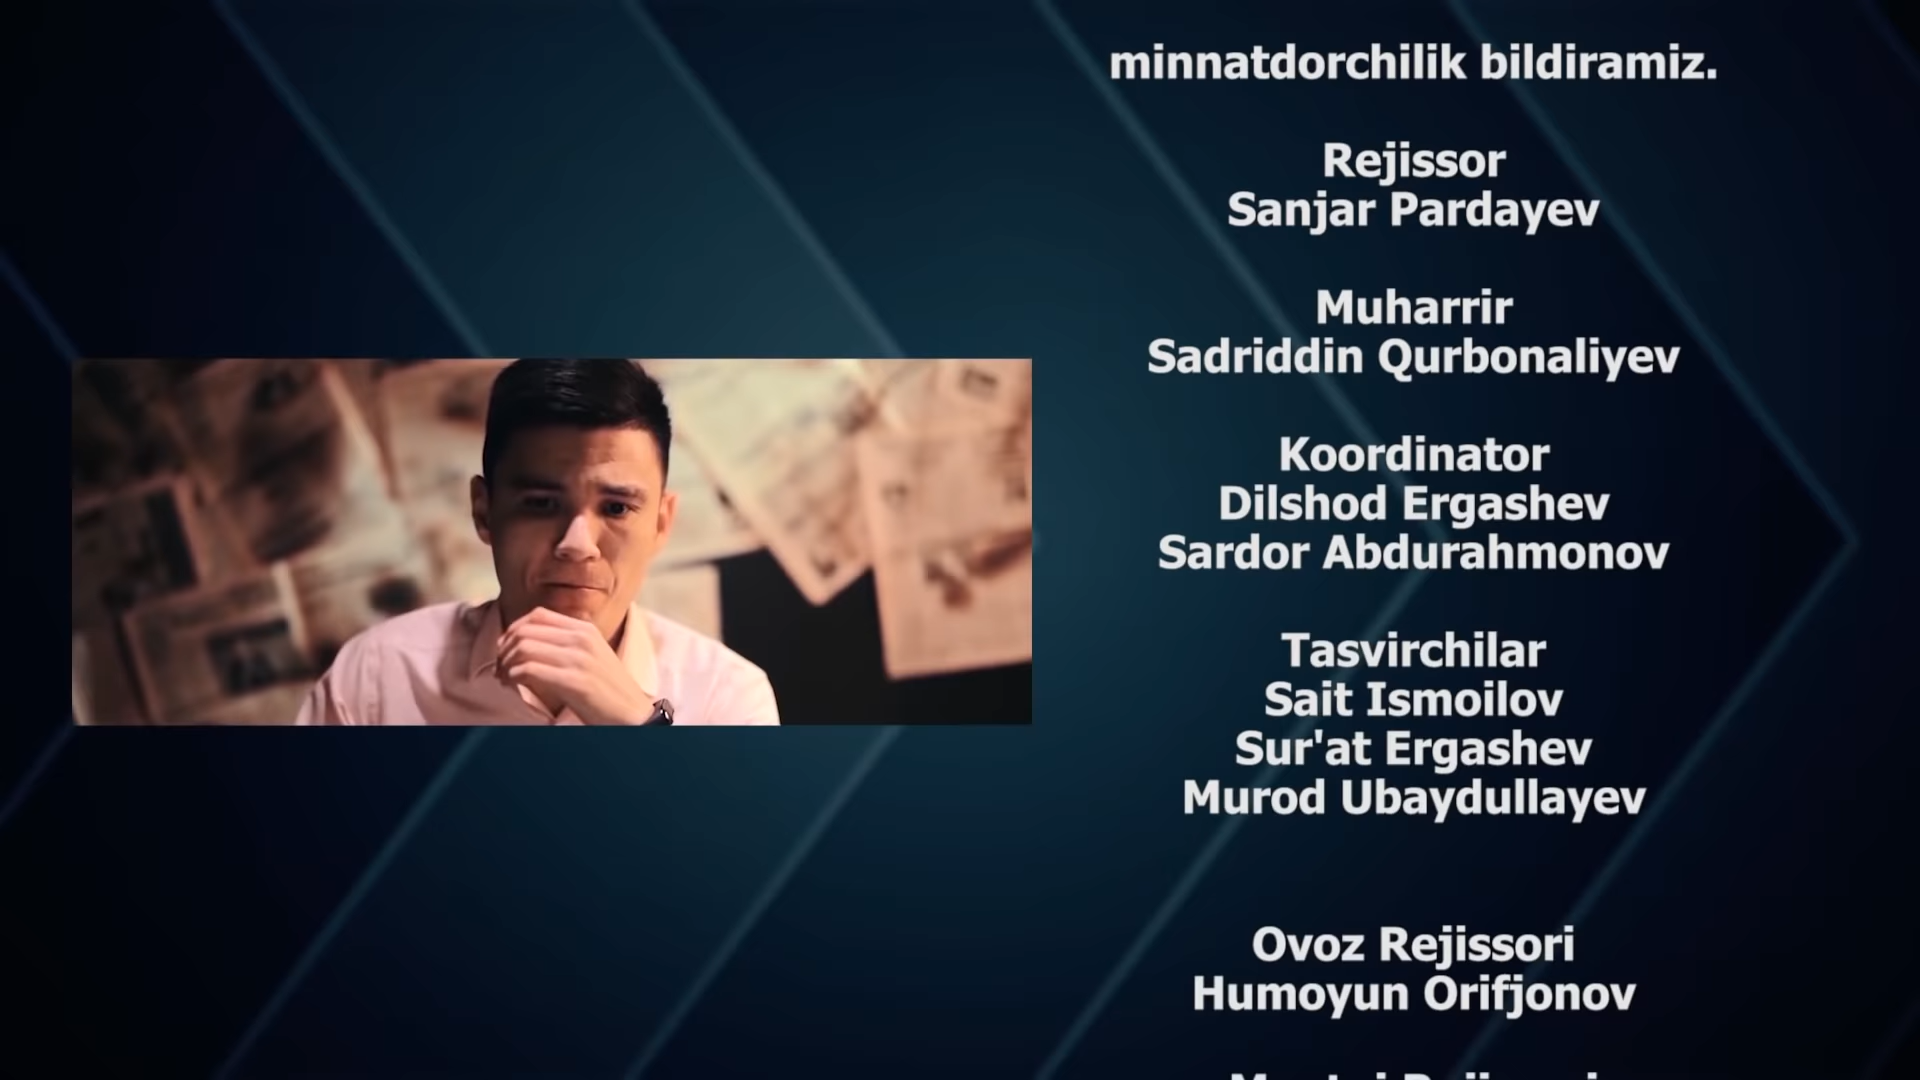 minnatdorchilik bildiramiz.
Rejissor
Sanjar Pardayev
Muharrir
Sadriddin Qurbonaliyev
Koordinator
Dilshod Ergashev
Sardor Abdurahmonov
Tasvirchilar
Sait Ismoilov
Sur'at Ergashev
Murod Ubaydullayev
Ovoz Rejissori
Humoyun Orifjonov